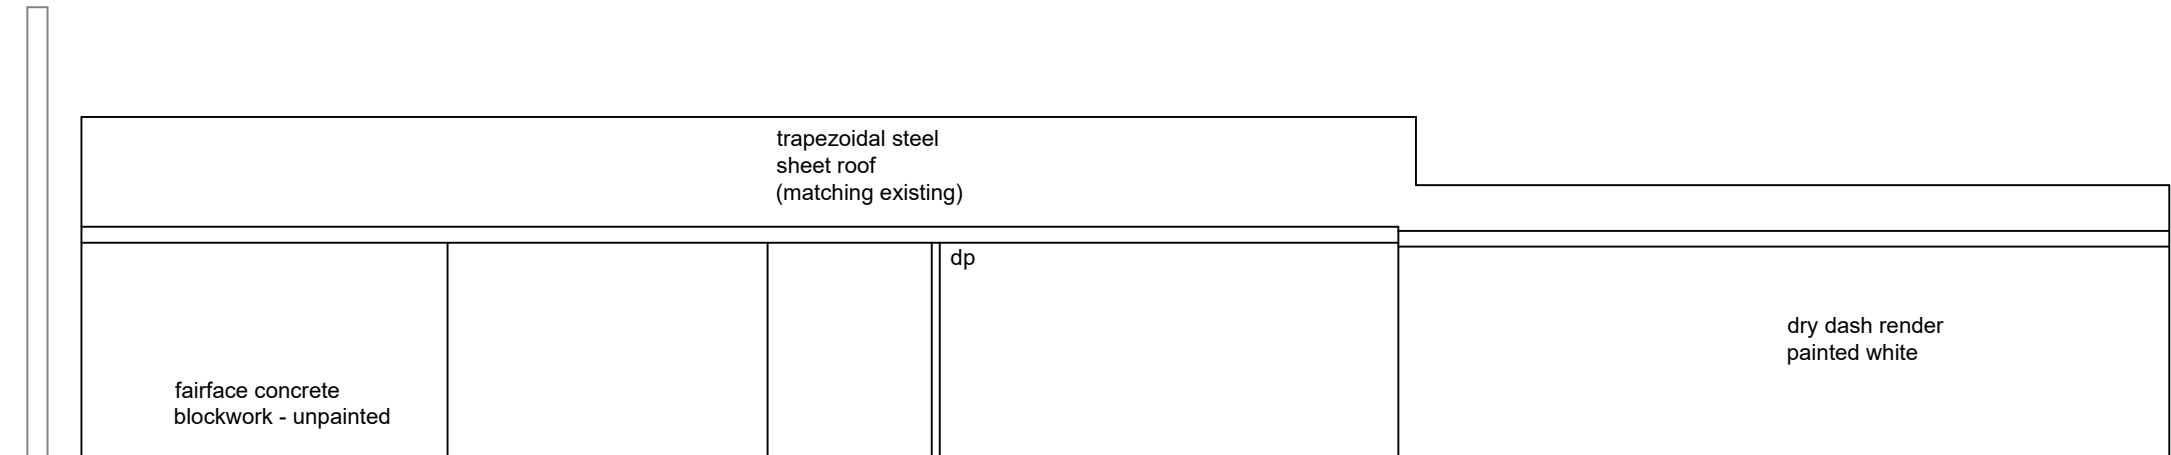 trapezoidal steel
sheet roof
(matching existing)
dp
dry dash render
painted white
fairface concrete
blockwork - unpainted